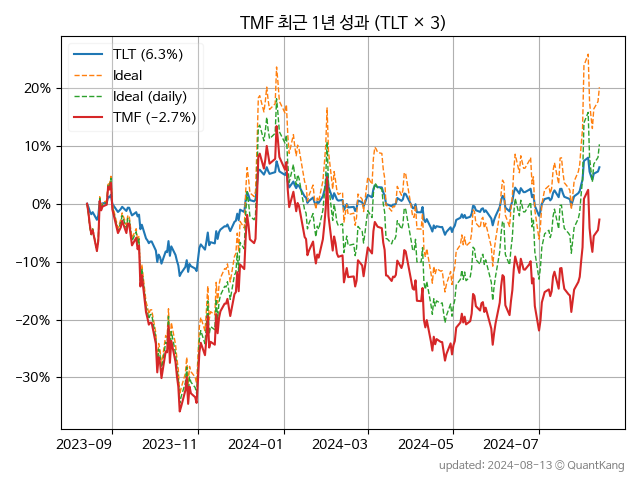 TMF 최근 1년 성과 (TLT × 3)
TLT (6.3%)
Ideal
Ideal (daily)
TMF (−2.7%)
20%
10%
0%
−10%
−20%
−30%
2023−09
2023−11
2024−01
2024−03
2024−05
2024−07
updated: 2024-08-13 © QuantKang